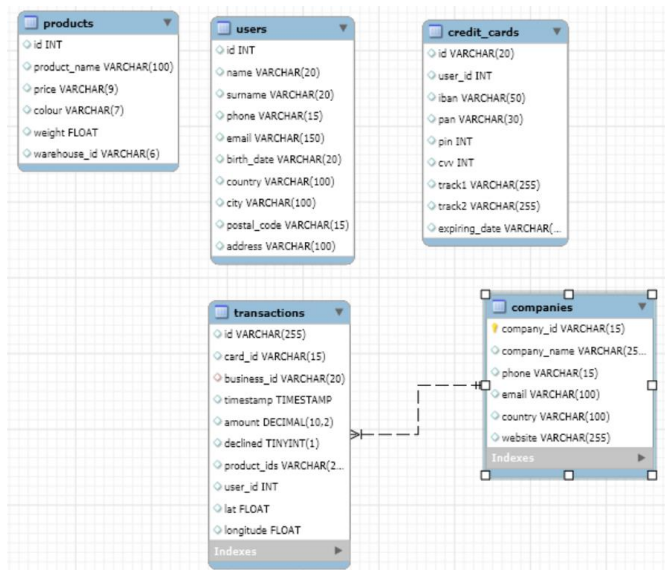 products
id INT
product_name VARCHAR(100)
price VARCHAR(9)
colour VARCHAR(7)
weight FLOAT
warehouse_id VARCHAR(6)
users
id INT
name VARCHAR(20)
surname VARCHAR(20)
phone VARCHAR(15)
email VARCHAR(150)
birth_date VARCHAR(20)
country VARCHAR(100)
city VARCHAR(100)
postal_code VARCHAR(15)
address VARCHAR(100)
credit_cards
id VARCHAR(20)
user_id INT
iban VARCHAR(50)
pan VARCHAR(30)
pin INT
cvv INT
track1 VARCHAR(255)
track2 VARCHAR(255)
expiring_date VARCHAR(...
transactions
id VARCHAR(255)
card_id VARCHAR(15)
business_id VARCHAR(20)
timestamp TIMESTAMP
amount DECIMAL(10,2)
declined TINYINT(1)
product_ids VARCHAR(2...
user_id INT
lat FLOAT
longitude FLOAT
Indexes
companies
company_id VARCHAR(15)
company_name VARCHAR(25...
phone VARCHAR(15)
email VARCHAR(100)
country VARCHAR(100)
website VARCHAR(255)
Indexes